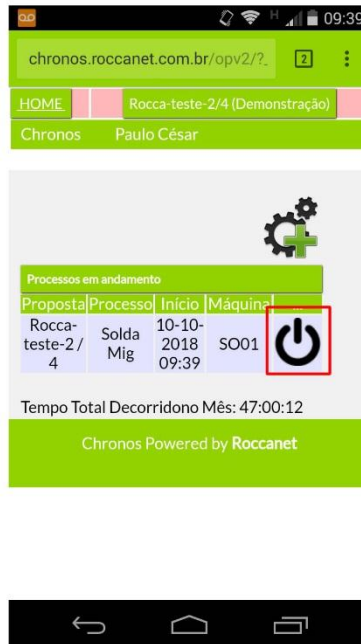 H 09:39
chronos.roccanet.com.br/opv2/?_ 2
HOME Rocca-teste-2/4 (Demonstração)
Chronos Paulo César
Processos em andamento
Proposta Processo Início Máquina ...
Rocca-
teste-2 /
4
Solda
Mig
10-10-
2018
09:39
SO01
Tempo Total Decorridono Mês: 47:00:12
Chronos Powered by Roccanet